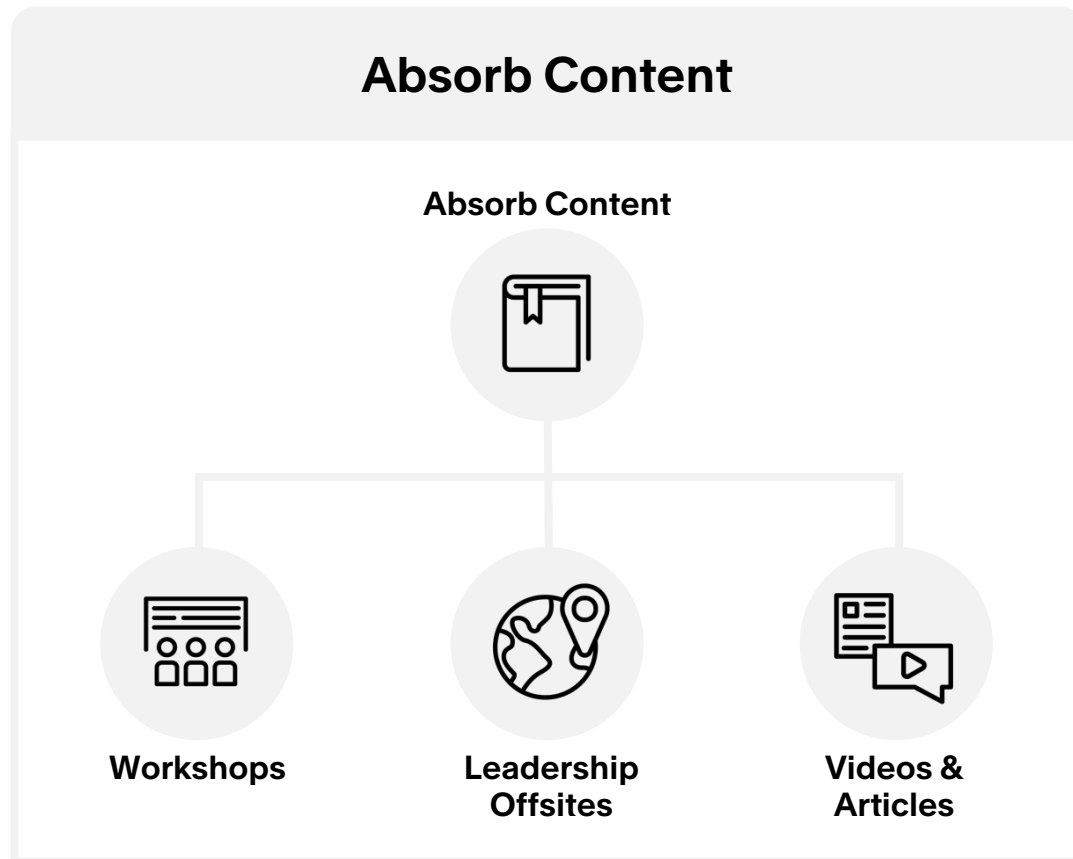 Absorb Content
Absorb Content
Workshops
Leadership
Offsites
Videos &
Articles